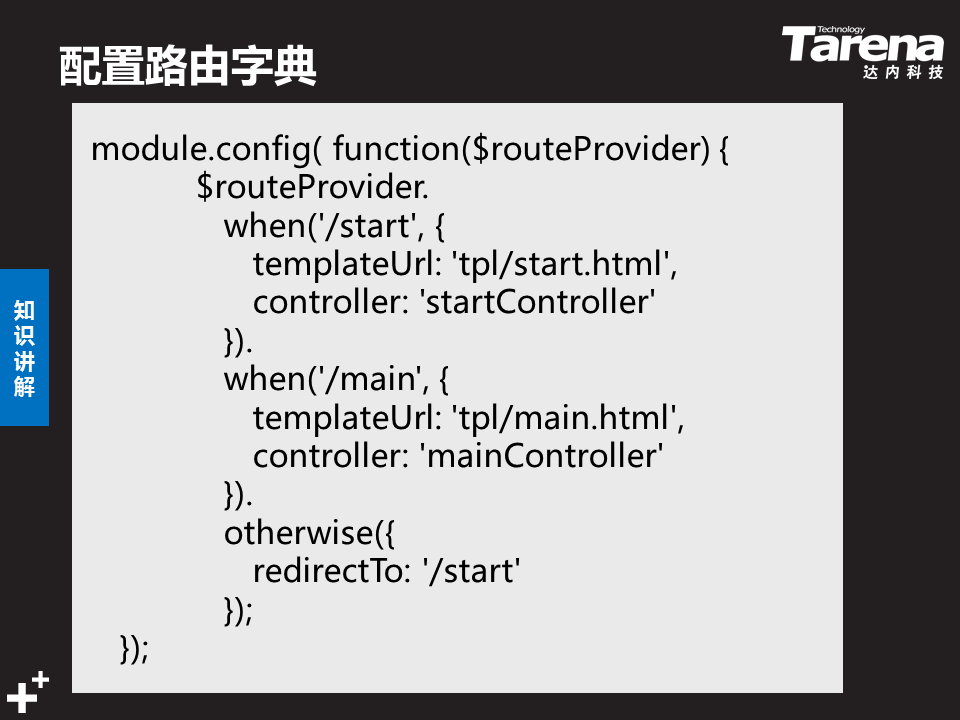 配置路由字典
Technology
Tarena
达内科技
module.config( function($routeProvider) {
$routeProvider.
when('/start', {
templateUrl: 'tpl/start.html',
controller: 'startController'
}).
when('/main', {
templateUrl: 'tpl/main.html',
controller: 'mainController'
}).
otherwise({
redirectTo: '/start'
});
});
知识讲解